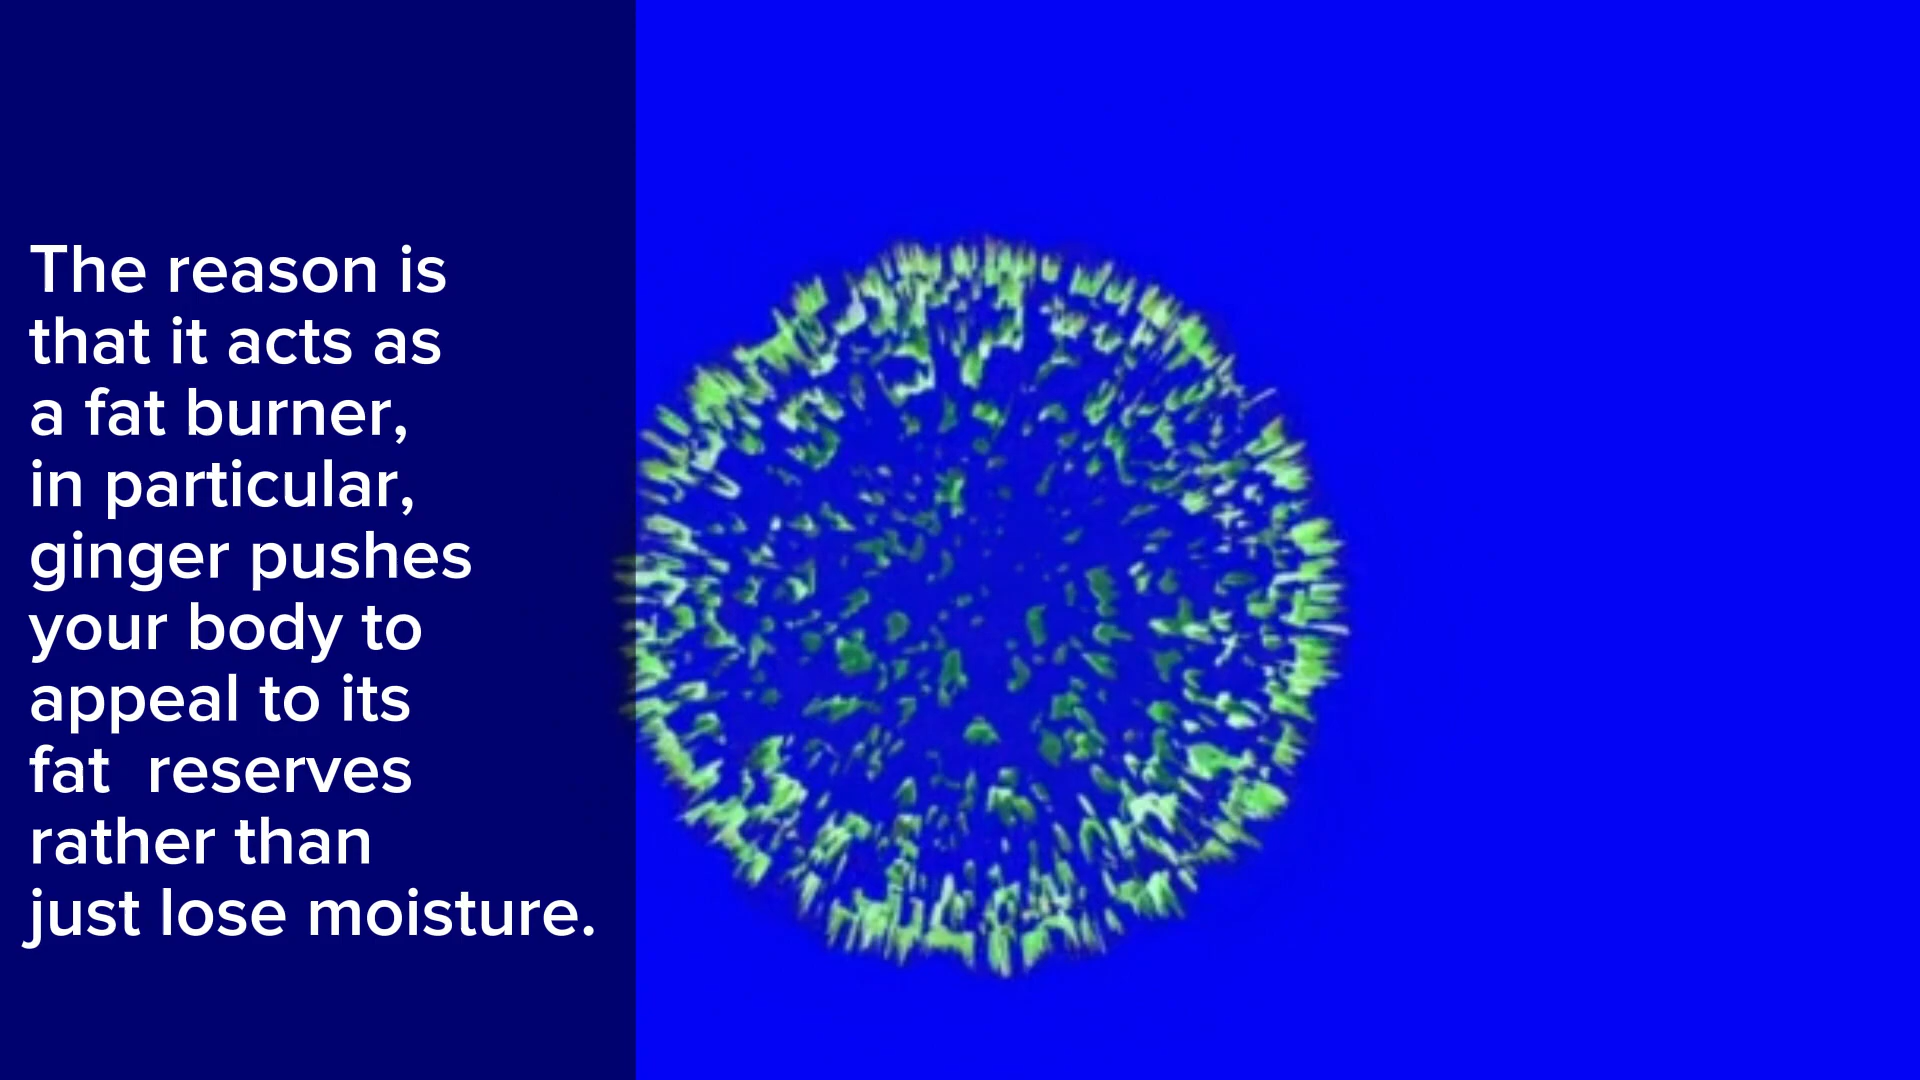 The reason is
that it acts as
a fat burner,
in particular,
ginger pushes
your body to
appeal to its
fat  reserves
rather than
just lose moisture.